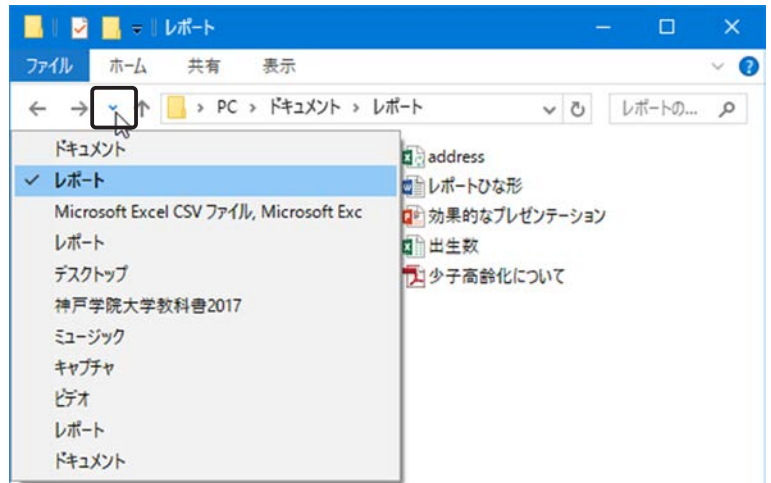 レポート
ファイル ホーム 共有 表示
PC > ドキュメント > レポート レポートの...
ドキュメント
レポート
Microsoft Excel CSV ファイル, Microsoft Exc
レポート
デスクトップ
神戸学院大学教科書2017
ミュージック
キャプチャ
ビデオ
レポート
ドキュメント
address
レポートひな形
効果的なプレゼンテーション
出生数
少子高齢化について